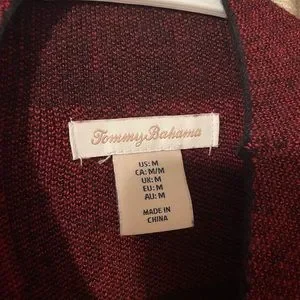 Tommy Bahama
US: M
CA: M/M
UK: M
EU: M
AU: M
MADE IN
CHINA